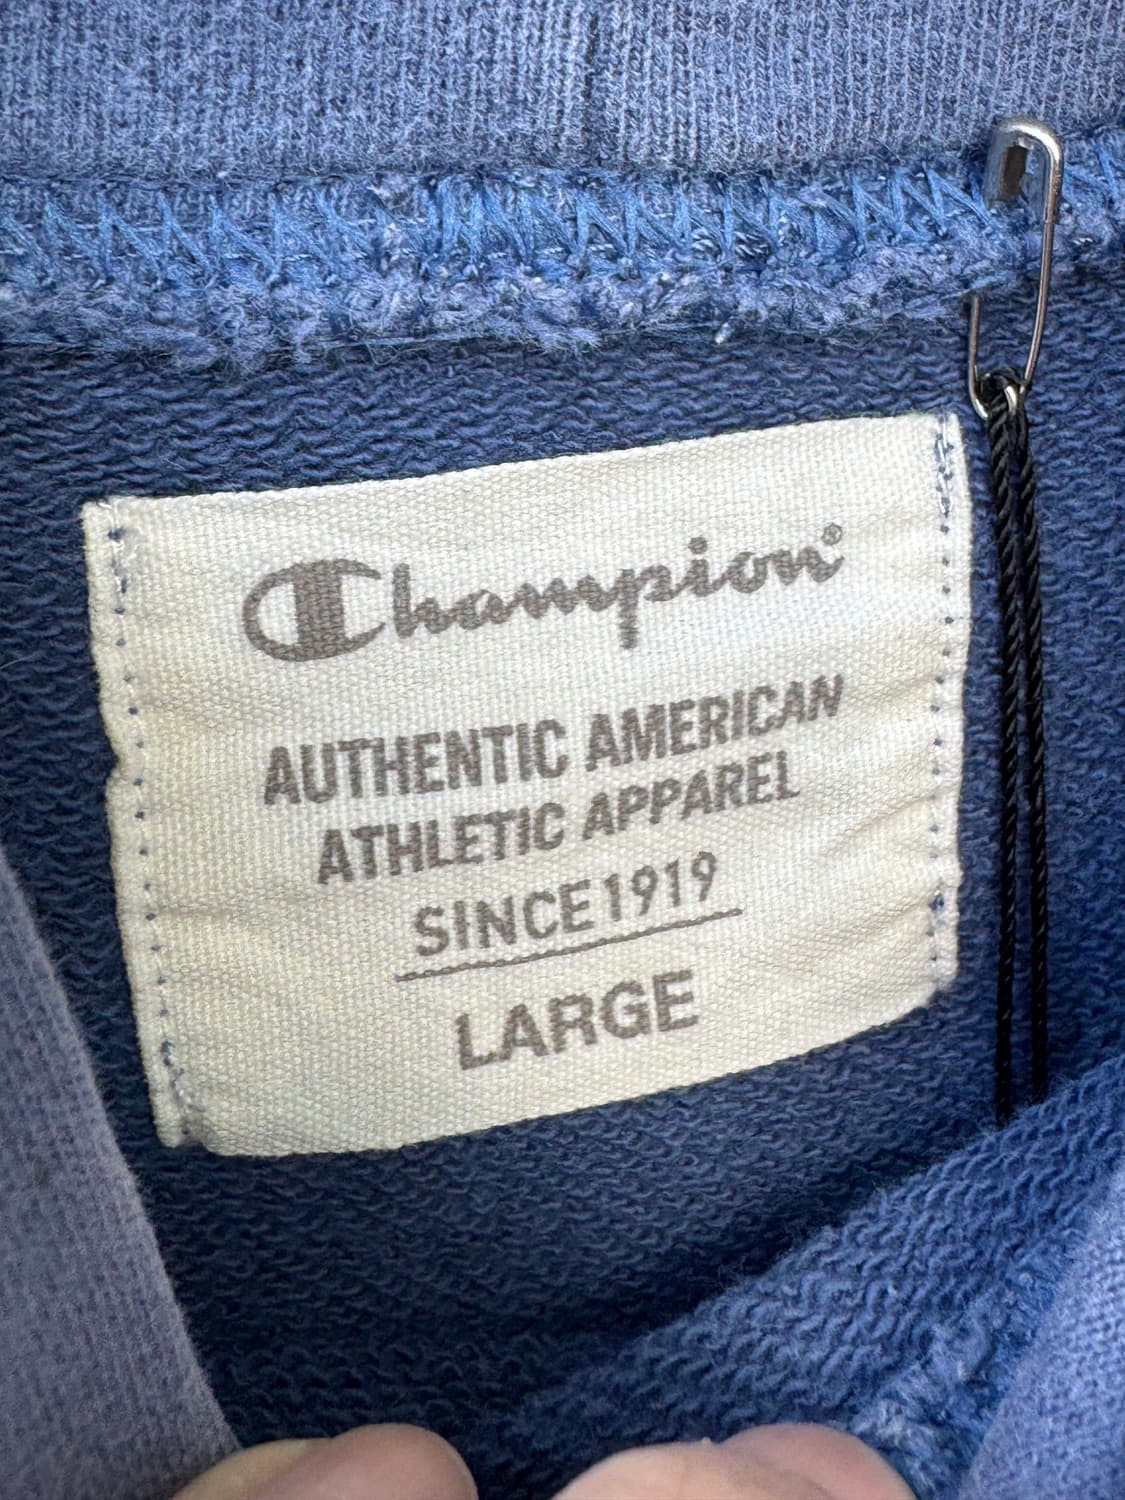 Champion®
AUTHENTIC AMERICAN
ATHLETIC APPAREL
SINCE 1919
LARGE